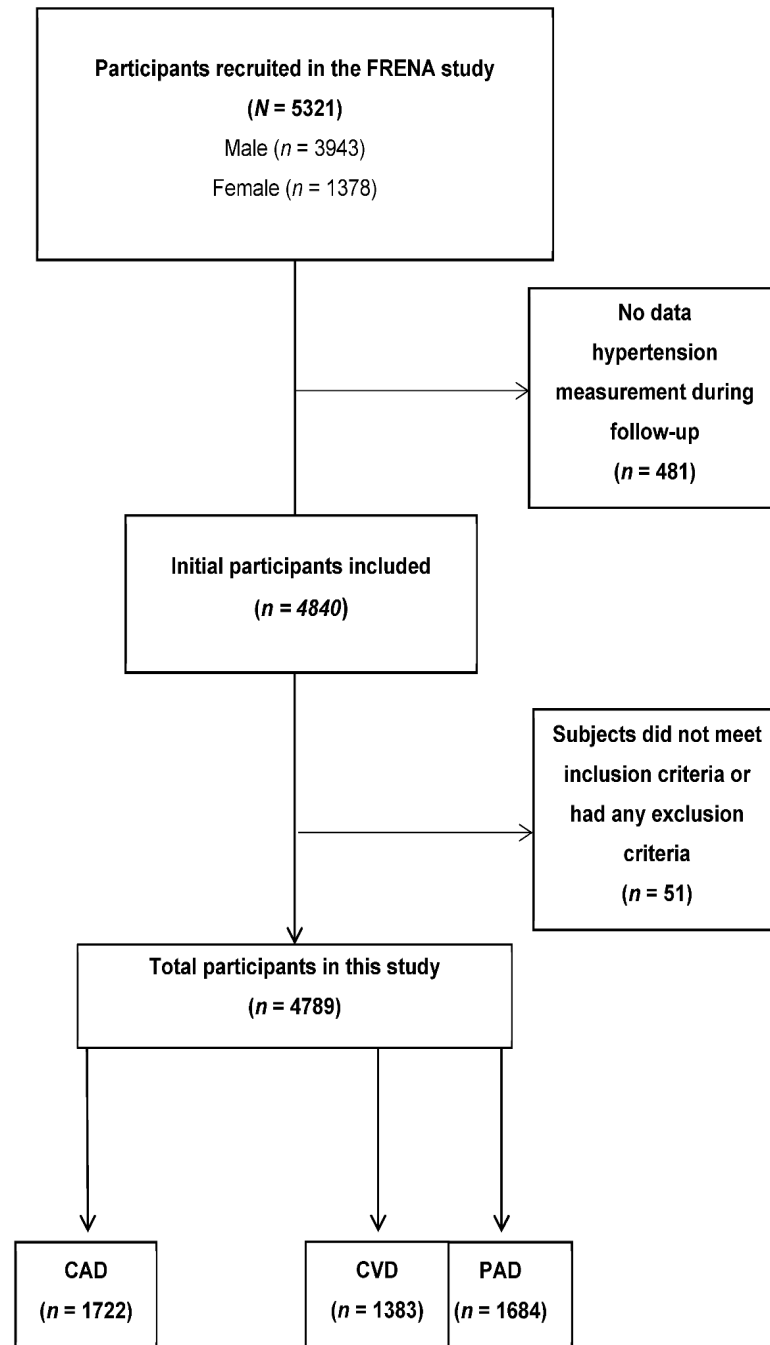 Participants recruited in the FRENA study
(N = 5321)
Male (n = 3943)
Female (n = 1378)
No data
hypertension
measurement during
follow-up
(n = 481)
Initial participants included
(n = 4840)
Subjects did not meet
inclusion criteria or
had any exclusion
criteria
(n = 51)
Total participants in this study
(n = 4789)
CAD
(n = 1722)
CVD
(n = 1383)
PAD
(n = 1684)